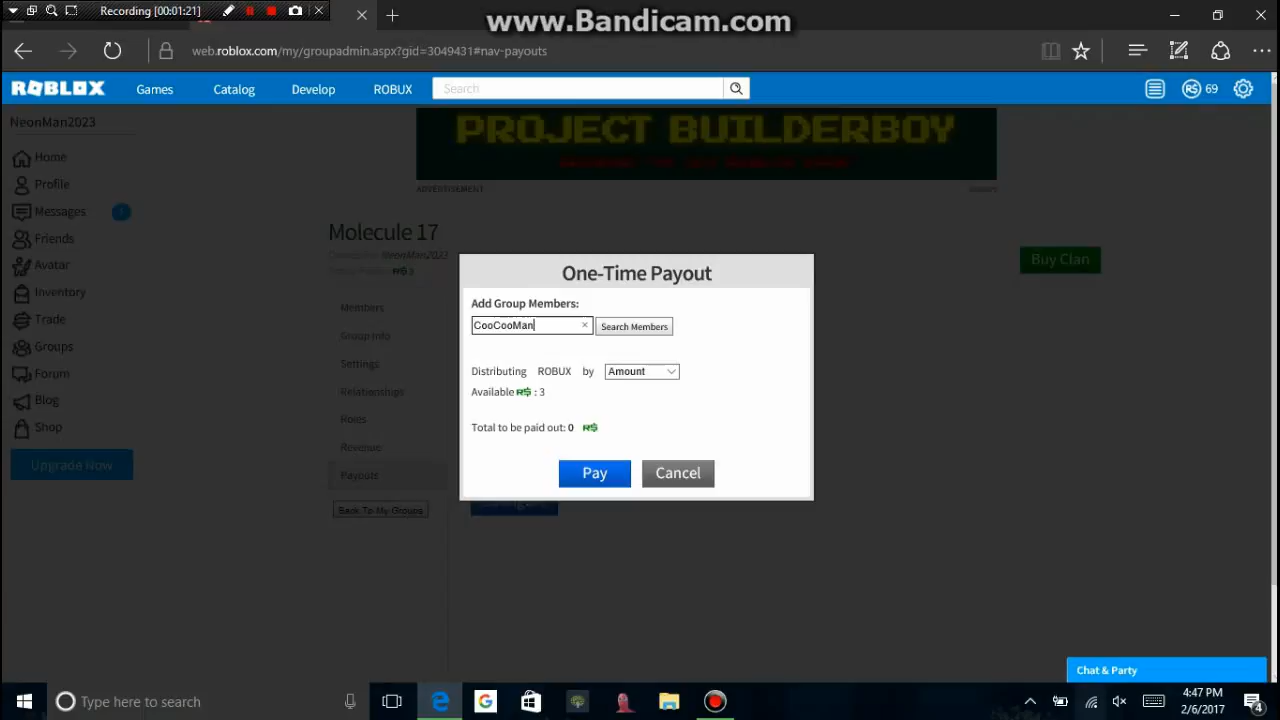 Recording [00:01:21]
www.Bandicam.com
web.roblox.com/my/groupadmin.aspx?gid=3049431#nav-payouts
ROBLOX Games Catalog Develop ROBUX Search R$ 69
NeonMan2023
PROJECT BUILDERBOY
ADVERTISEMENT
Home
Profile
Messages
Friends
Avatar
Inventory
Trade
Groups
Forum
Blog
Shop
Upgrade Now
Molecule 17
NeonMan2023
R$ 3
Buy Clan
Members
Group Info
Settings
Relationships
Roles
Revenue
Payouts
Back To My Groups
One-Time Payout
Add Group Members:
CooCooMan × Search Members
Distributing ROBUX by Amount
Available R$ : 3
Total to be paid out: 0 R$
Pay Cancel
Chat & Party
Type here to search
4:47 PM
2/6/2017
4